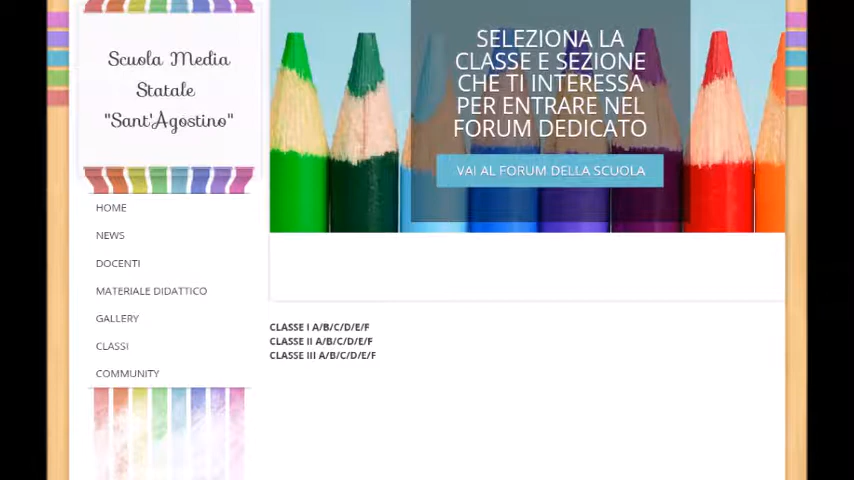 Scuola Media
Statale
"Sant'Agostino"
HOME
NEWS
DOCENTI
MATERIALE DIDATTICO
GALLERY
CLASSI
COMMUNITY
SELEZIONA LA
CLASSE E SEZIONE
CHE TI INTERESSA
PER ENTRARE NEL
FORUM DEDICATO
VAI AL FORUM DELLA SCUOLA
CLASSE I A/B/C/D/E/F
CLASSE II A/B/C/D/E/F
CLASSE III A/B/C/D/E/F